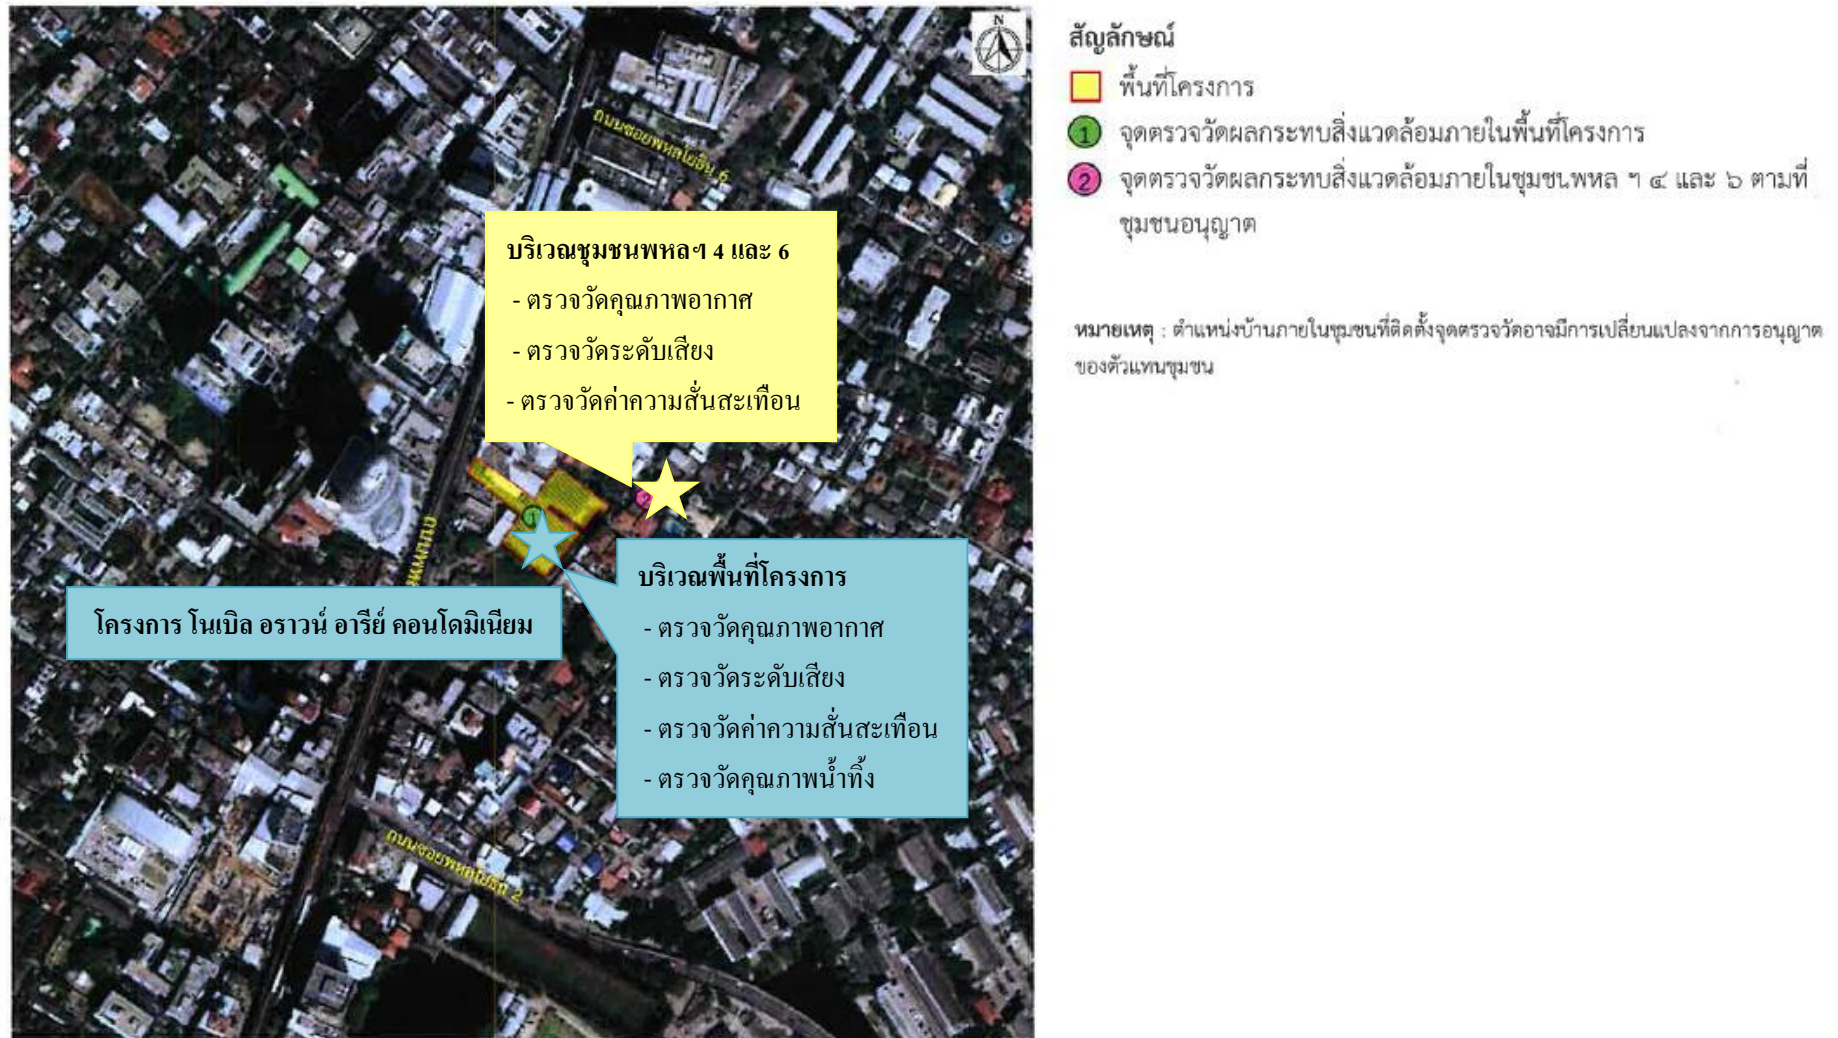 N
ถนนซอยพหลโยธิน 6
บริเวณชุมชนพหลฯ 4 และ 6
- ตรวจวัดคุณภาพอากาศ
- ตรวจวัดระดับเสียง
- ตรวจวัดค่าความสั่นสะเทือน
1
2
โครงการ โนเบิล อราวน์ อารีย์ คอนโดมิเนียม
บริเวณพื้นที่โครงการ
- ตรวจวัดคุณภาพอากาศ
- ตรวจวัดระดับเสียง
- ตรวจวัดค่าความสั่นสะเทือน
- ตรวจวัดคุณภาพน้ำทิ้ง
ถนนซอยพหลโยธิน 2
สัญลักษณ์
พื้นที่โครงการ
1 จุดตรวจวัดผลกระทบสิ่งแวดล้อมภายในพื้นที่โครงการ
2 จุดตรวจวัดผลกระทบสิ่งแวดล้อมภายในชุมชนพหล ฯ ๔ และ ๖ ตามที่
ชุมชนอนุญาต
หมายเหตุ : ตำแหน่งบ้านภายในชุมชนที่ติดตั้งจุดตรวจวัดอาจมีการเปลี่ยนแปลงจากการอนุญาต
ของตัวแทนชุมชน